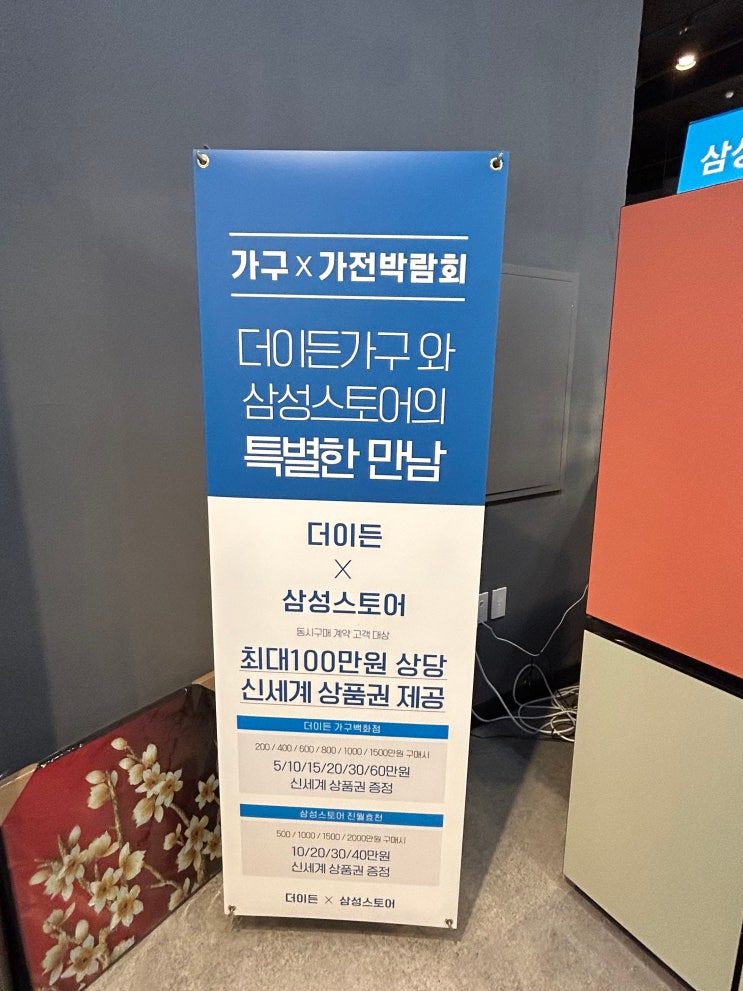 가구 X 가전박람회
더이든가구 와
삼성스토어의
특별한 만남
더이든
X
삼성스토어
동시구매 계약 고객 대상
최대100만원 상당
신세계 상품권 제공
더이든 가구백화점
200 / 400 / 600 / 800 / 1000 / 1500만원 구매시
5/10/15/20/30/60만원
신세계 상품권 증정
삼성스토어 진월효천
500 / 1000 / 1500 / 2000만원 구매시
10/20/30/40만원
신세계 상품권 증정
더이든 X 삼성스토어